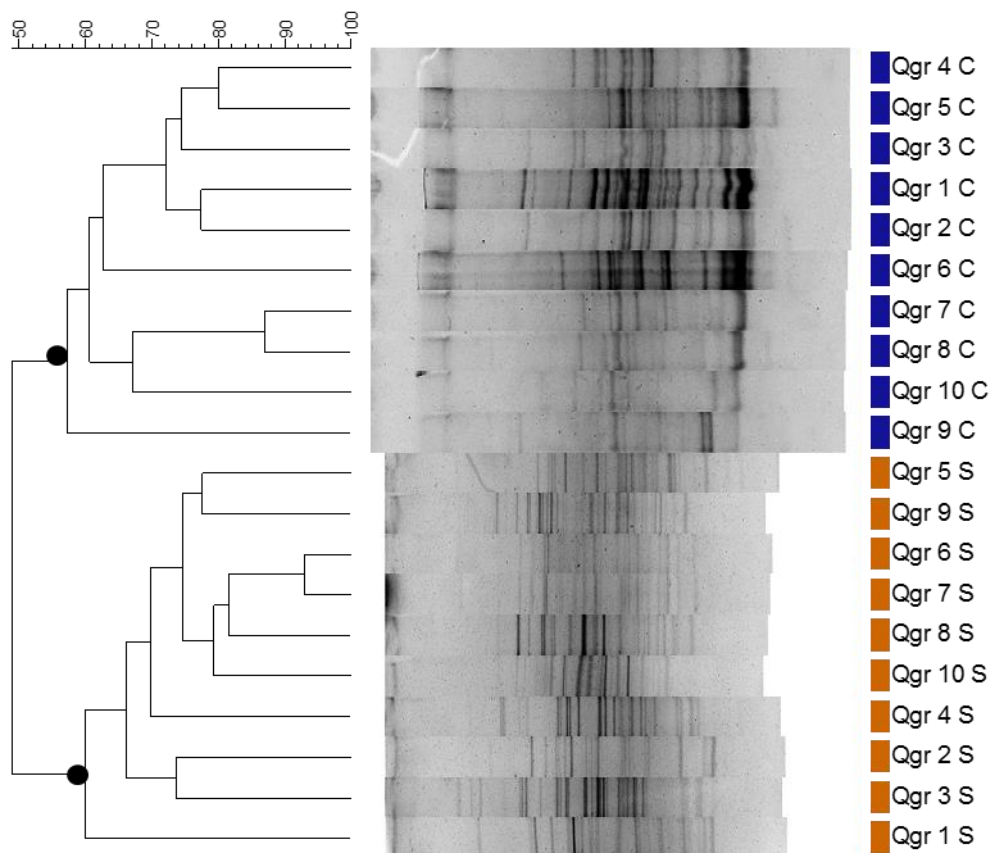 50 60 70 80 90 100
Qgr 4 C
Qgr 5 C
Qgr 3 C
Qgr 1 C
Qgr 2 C
Qgr 6 C
Qgr 7 C
Qgr 8 C
Qgr 10 C
Qgr 9 C
Qgr 5 S
Qgr 9 S
Qgr 6 S
Qgr 7 S
Qgr 8 S
Qgr 10 S
Qgr 4 S
Qgr 2 S
Qgr 3 S
Qgr 1 S